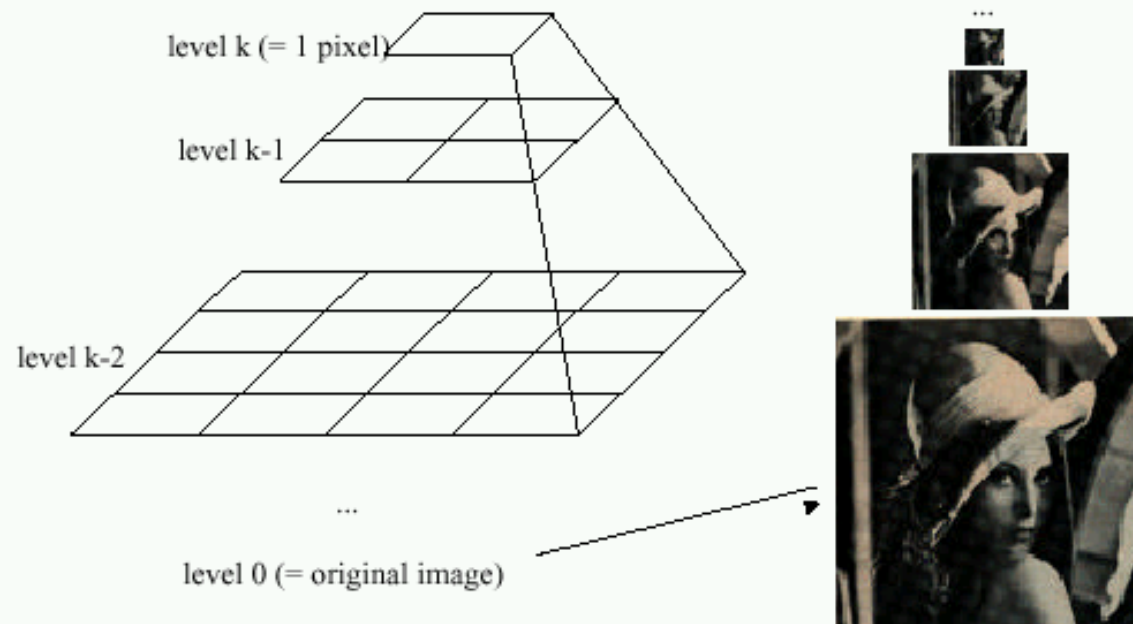 ...
level k (= 1 pixel)
level k-1
level k-2
...
level 0 (= original image)